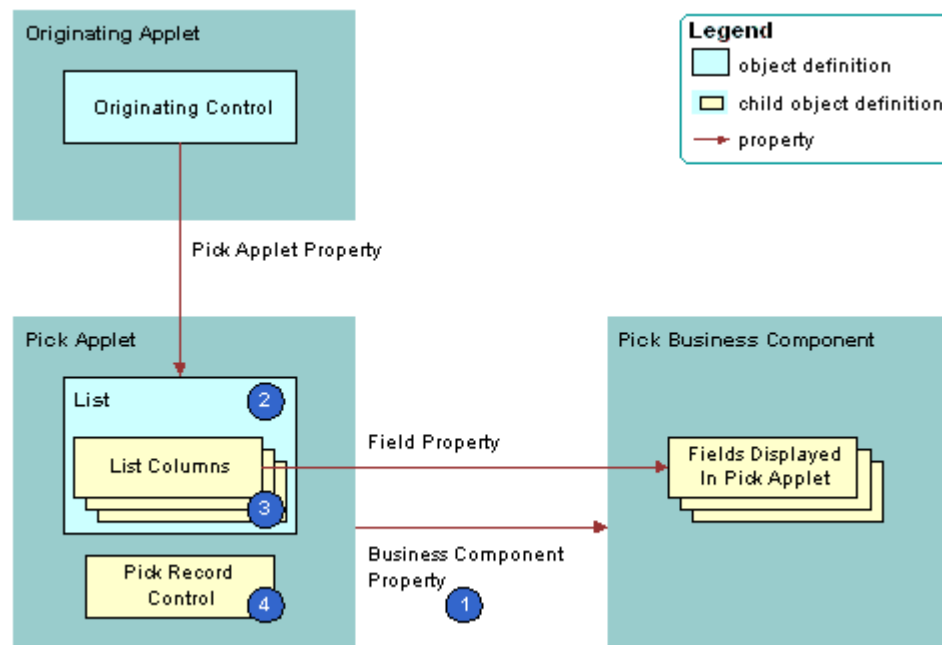 Originating Applet
Originating Control
Legend
object definition
child object definition
property
Pick Applet Property
Pick Applet
List
2
List Columns
3
Pick Record
Control
4
Field Property
Business Component
Property
1
Pick Business Component
Fields Displayed
In Pick Applet